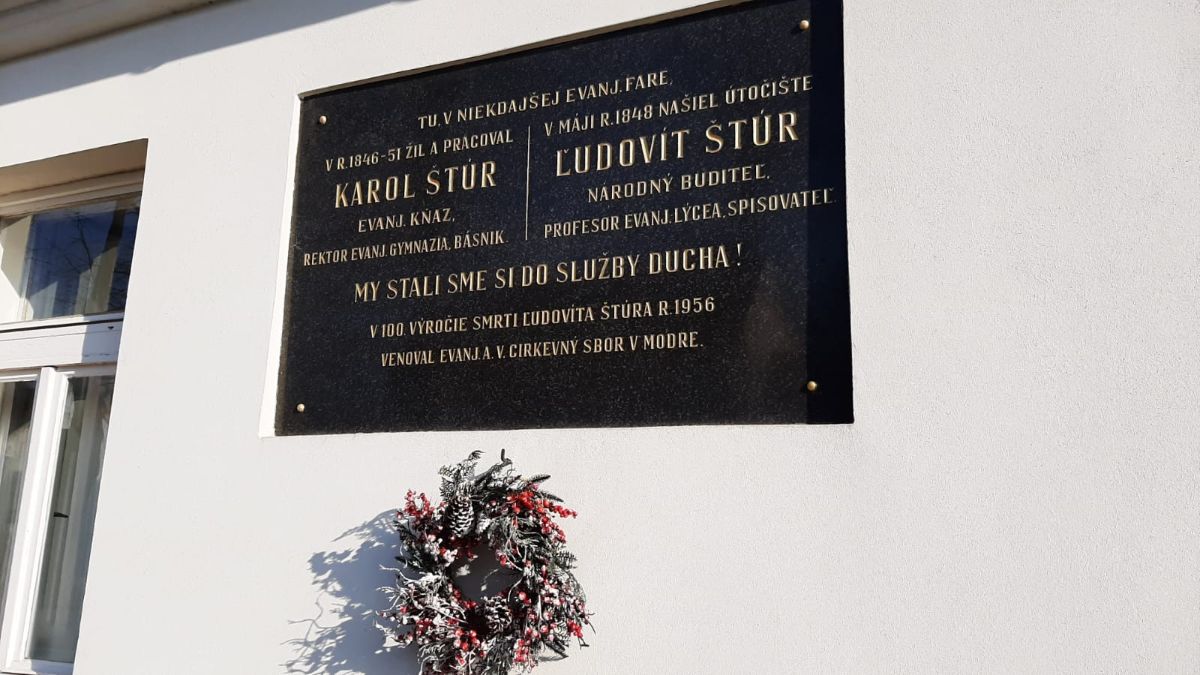 TU, V NIEKDAJŠEJ EVANJ. FARE,
V R. 1846-51 ŽIL A PRACOVAL
KAROL ŠTÚR
EVANJ. KŇAZ,
REKTOR EVANJ. GYMNAZIA, BÁSNIK.
V MÁJI R. 1848 NAŠIEL ÚTOČIŠTE
ĽUDOVÍT ŠTÚR
NÁRODNÝ BUDITEĽ,
PROFESOR EVANJ. LÝCEA, SPISOVATEĽ.
MY STALI SME SI DO SLUŽBY DUCHA !
V 100. VÝROČIE SMRTI ĽUDOVÍTA ŠTÚRA R. 1956
VENOVAL EVANJ. A. V. CIRKEVNÝ SBOR V MODRE.